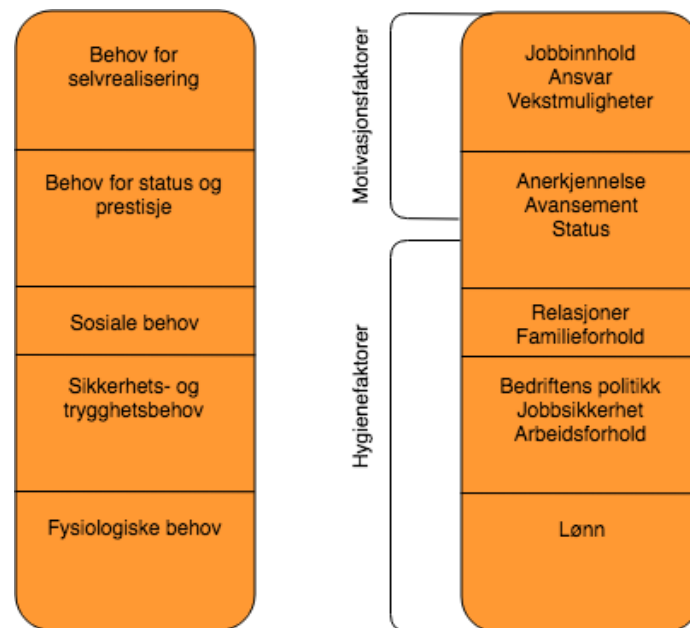 Behov for
selvrealisering
Behov for status og
prestisje
Sosiale behov
Sikkerhets- og
trygghetsbehov
Fysiologiske behov
Motivasjonsfaktorer
Hygienefaktorer
Jobbinnhold
Ansvar
Vekstmuligheter
Anerkjennelse
Avansement
Status
Relasjoner
Familieforhold
Bedriftens politikk
Jobbsikkerhet
Arbeidsforhold
Lønn